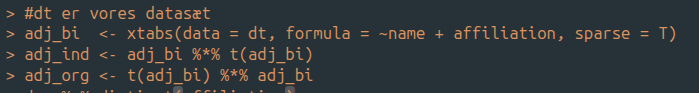 > #dt er vores datasæt
> adj_bi  <- xtabs(data = dt, formula = ~name + affiliation, sparse = T)
> adj_ind <- adj_bi %*% t(adj_bi)
> adj_org <- t(adj_bi) %*% adj_bi